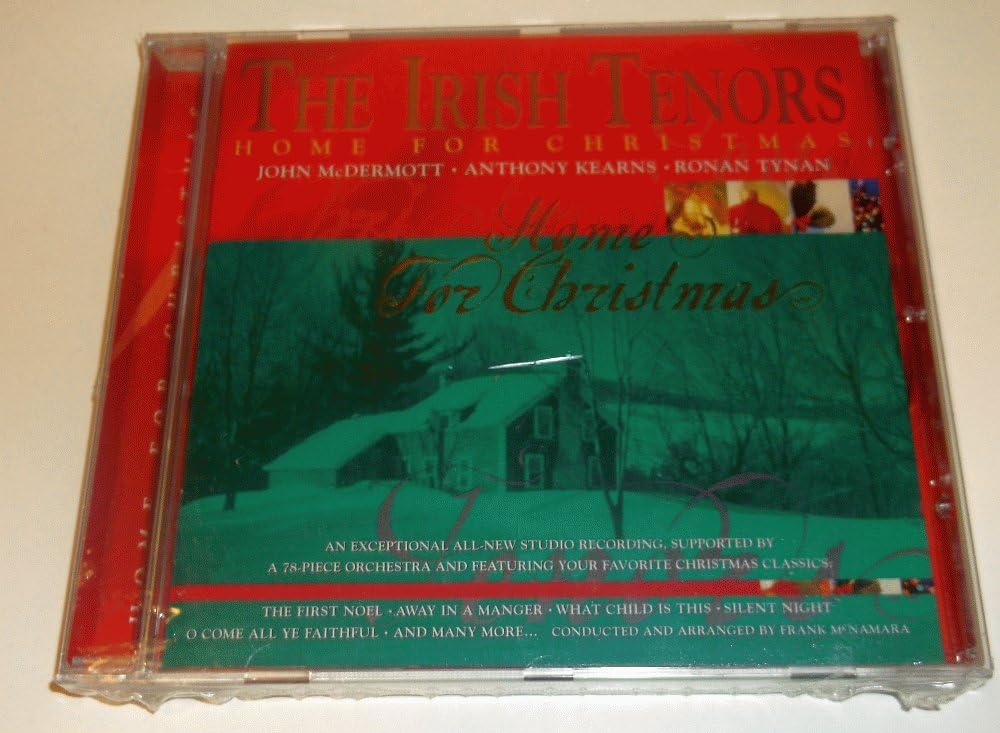 THE IRISH TENORS
HOME FOR CHRISTMAS
JOHN McDERMOTT • ANTHONY KEARNS • RONAN TYNAN
Home
For Christmas
AN EXCEPTIONAL ALL-NEW STUDIO RECORDING, SUPPORTED BY
A 78-PIECE ORCHESTRA AND FEATURING YOUR FAVORITE CHRISTMAS CLASSICS:
THE FIRST NOEL • AWAY IN A MANGER • WHAT CHILD IS THIS • SILENT NIGHT
O COME ALL YE FAITHFUL • AND MANY MORE... CONDUCTED AND ARRANGED BY FRANK McNAMARA
HOME FOR CHRISTMAS